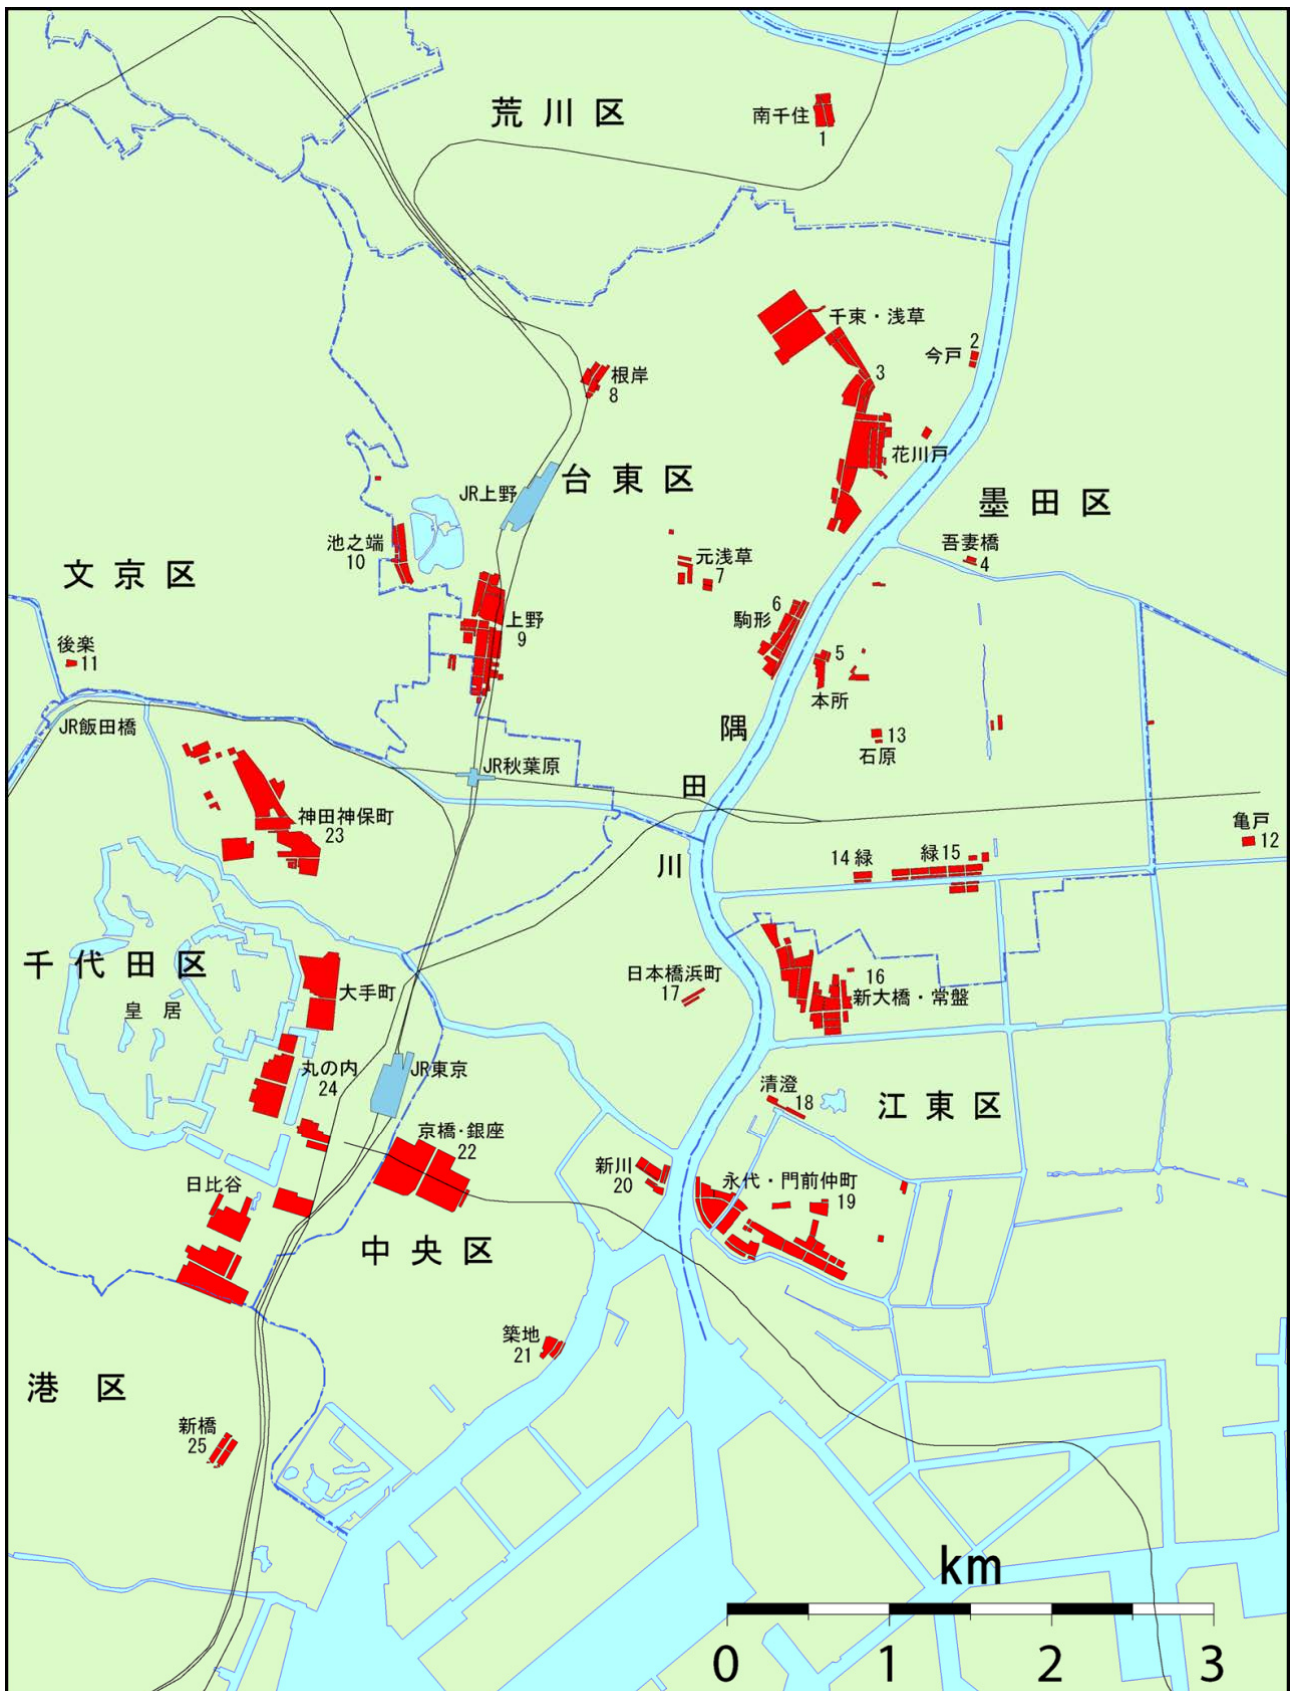 荒川区
南千住
1
千束・浅草
2
今戸
3
根岸
8
花川戸
台東区
JR上野
墨田区
池之端
10
吾妻橋
4
元浅草
7
文京区
6
駒形
上野
9
後楽
11
5
本所
隅田川
JR飯田橋
13
石原
JR秋葉原
神田神保町
23
亀戸
12
14 緑
緑15
千代田区
皇居
大手町
日本橋浜町
17
16
新大橋・常盤
丸の内
24
JR東京
清澄
18
江東区
京橋・銀座
22
新川
20
永代・門前仲町
19
日比谷
中央区
築地
21
港区
新橋
25
km
0 1 2 3